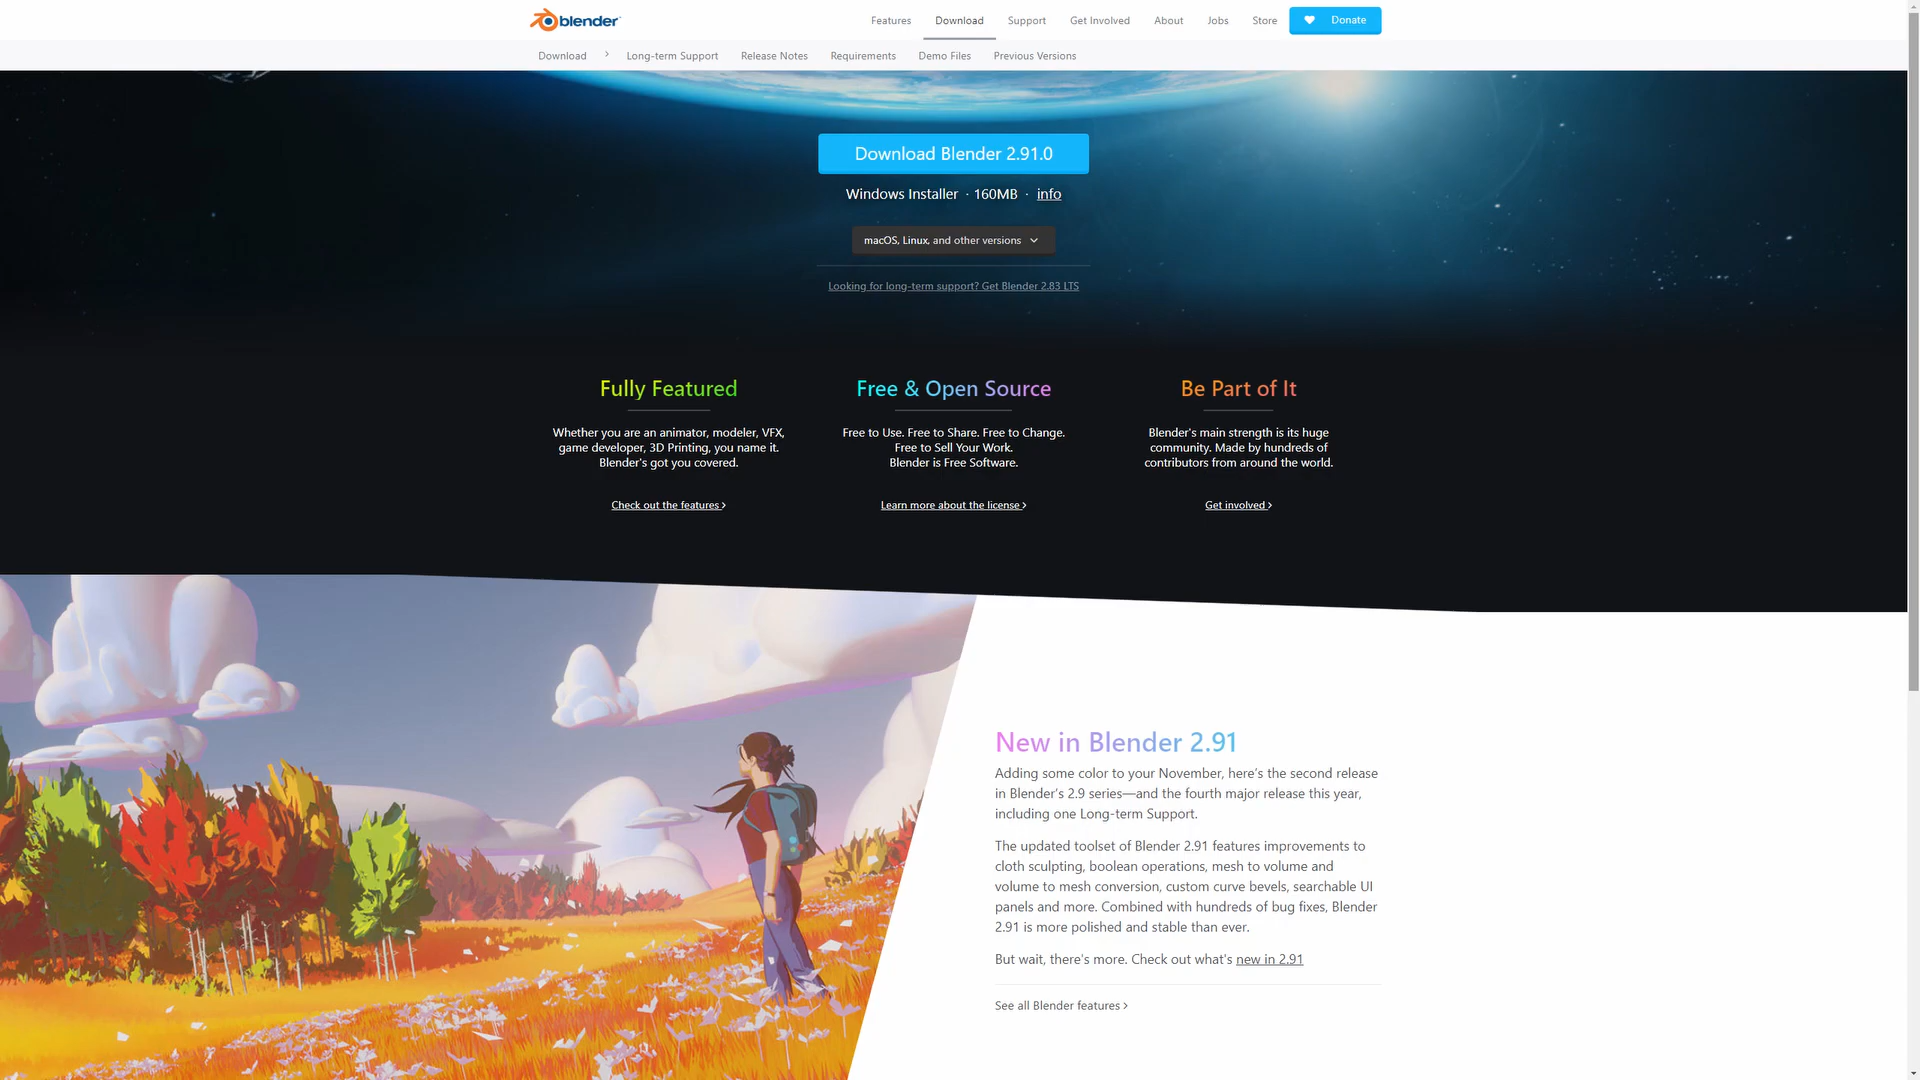 blender
Features Download Support Get Involved About Jobs Store Donate
Download Long-term Support Release Notes Requirements Demo Files Previous Versions
Download Blender 2.91.0
Windows Installer · 160MB · info
macOS, Linux, and other versions
Looking for long-term support? Get Blender 2.83 LTS
Fully Featured
Whether you are an animator, modeler, VFX,
game developer, 3D Printing, you name it.
Blender's got you covered.
Check out the features
Free & Open Source
Free to Use. Free to Share. Free to Change.
Free to Sell Your Work.
Blender is Free Software.
Learn more about the license
Be Part of It
Blender's main strength is its huge
community. Made by hundreds of
contributors from around the world.
Get involved
New in Blender 2.91
Adding some color to your November, here's the second release
in Blender's 2.9 series—and the fourth major release this year,
including one Long-term Support.
The updated toolset of Blender 2.91 features improvements to
cloth sculpting, boolean operations, mesh to volume and
volume to mesh conversion, custom curve bevels, searchable UI
panels and more. Combined with hundreds of bug fixes, Blender
2.91 is more polished and stable than ever.
But wait, there's more. Check out what's new in 2.91
See all Blender features